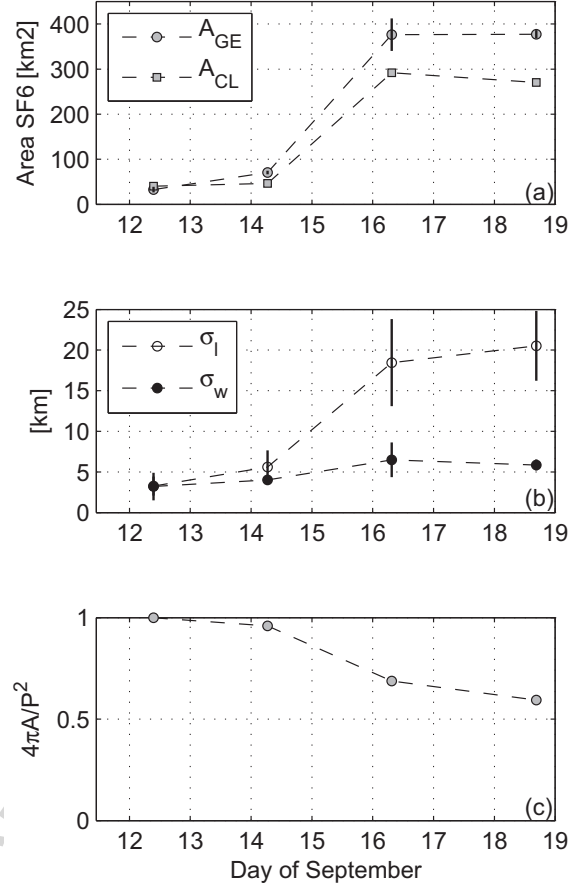 400
300
200
100
0
Area SF6 [km2]
A_GE
A_CL
(a)
12 13 14 15 16 17 18 19
25
20
15
10
5
0
[km]
σ_l
σ_w
(b)
12 13 14 15 16 17 18 19
1
0.5
0
4πA/P²
(c)
12 13 14 15 16 17 18 19
Day of September